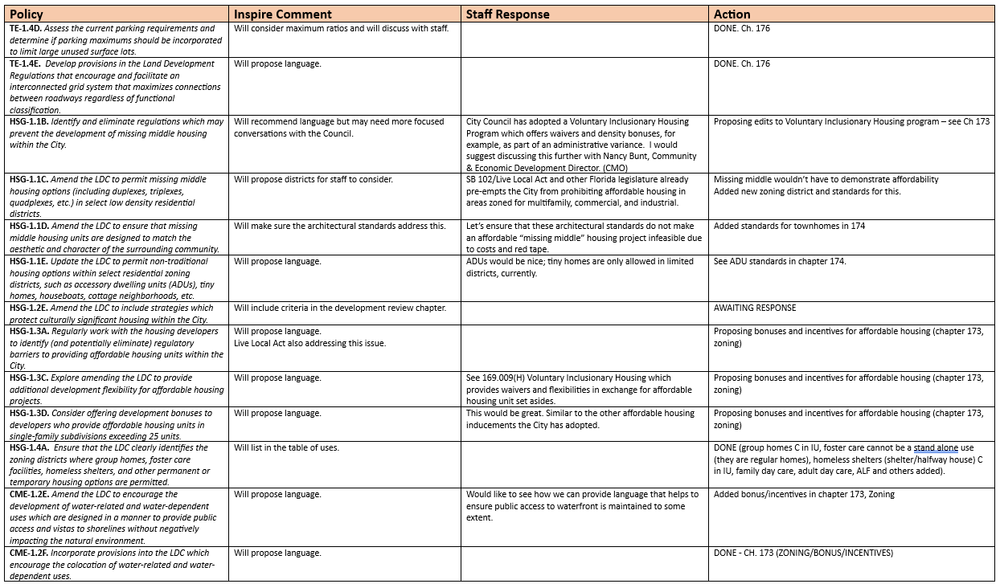 Policy
Inspire Comment
Staff Response
Action
TE-1.4D. Assess the current parking requirements and
determine if parking maximums should be incorporated
to limit large unused surface lots.
Will consider maximum ratios and will discuss with staff.
DONE. Ch. 176
TE-1.4E.  Develop provisions in the Land Development
Regulations that encourage and facilitate an
interconnected grid system that maximizes connections
between roadways regardless of functional
classification.
Will propose language.
DONE. Ch. 176
HSG-1.1B. Identify and eliminate regulations which may
prevent the development of missing middle housing
within the City.
Will recommend language but may need more focused
conversations with the Council.
City Council has adopted a Voluntary Inclusionary Housing
Program which offers waivers and density bonuses, for
example, as part of an administrative variance.  I would
suggest discussing this further with Nancy Bunt, Community
& Economic Development Director. (CMO)
Proposing edits to Voluntary Inclusionary Housing program – see Ch 173
HSG-1.1C. Amend the LDC to permit missing middle
housing options (including duplexes, triplexes,
quadplexes, etc.) in select low density residential
districts.
Will propose districts for staff to consider.
SB 102/Live Local Act and other Florida legislature already
pre-empts the City from prohibiting affordable housing in
areas zoned for multifamily, commercial, and industrial.
Missing middle wouldn't have to demonstrate affordability
Added new zoning district and standards for this.
HSG-1.1D. Amend the LDC to ensure that missing
middle housing units are designed to match the
aesthetic and character of the surrounding community.
Will make sure the architectural standards address this.
Let's ensure that these architectural standards do not make
an affordable "missing middle" housing project infeasible due
to costs and red tape.
Added standards for townhomes in 174
HSG-1.1E. Update the LDC to permit non-traditional
housing options within select residential zoning
districts, such as accessory dwelling units (ADUs), tiny
homes, houseboats, cottage neighborhoods, etc.
Will propose language.
ADUs would be nice; tiny homes are only allowed in limited
districts, currently.
See ADU standards in chapter 174.
HSG-1.2E. Amend the LDC to include strategies which
protect culturally significant housing within the City.
Will include criteria in the development review chapter.
AWAITING RESPONSE
HSG-1.3A. Regularly work with the housing developers
to identify (and potentially eliminate) regulatory
barriers to providing affordable housing units within the
City.
Will propose language.
Live Local Act also addressing this issue.
Proposing bonuses and incentives for affordable housing (chapter 173,
zoning)
HSG-1.3C. Explore amending the LDC to provide
additional development flexibility for affordable housing
projects.
Will propose language.
See 169.009(H) Voluntary Inclusionary Housing which
provides waivers and flexibilities in exchange for affordable
housing unit set asides.
Proposing bonuses and incentives for affordable housing (chapter 173,
zoning)
HSG-1.3D. Consider offering development bonuses to
developers who provide affordable housing units in
single-family subdivisions exceeding 25 units.
Will propose language.
This would be great. Similar to the other affordable housing
inducements the City has adopted.
Proposing bonuses and incentives for affordable housing (chapter 173,
zoning)
HSG-1.4A.  Ensure that the LDC clearly identifies the
zoning districts where group homes, foster care
facilities, homeless shelters, and other permanent or
temporary housing options are permitted.
Will list in the table of uses.
DONE (group homes C in IU, foster care cannot be a stand alone use
(they are regular homes), homeless shelters (shelter/halfway house) C
in IU, family day care, adult day care, ALF and others added).
CME-1.2E. Amend the LDC to encourage the
development of water-related and water-dependent
uses which are designed in a manner to provide public
access and vistas to shorelines without negatively
impacting the natural environment.
Will propose language.
Would like to see how we can provide language that helps to
ensure public access to waterfront is maintained to some
extent.
Added bonus/incentives in chapter 173, Zoning
CME-1.2F. Incorporate provisions into the LDC which
encourage the colocation of water-related and water-
dependent uses.
Will propose language.
DONE - CH. 173 (ZONING/BONUS/INCENTIVES)